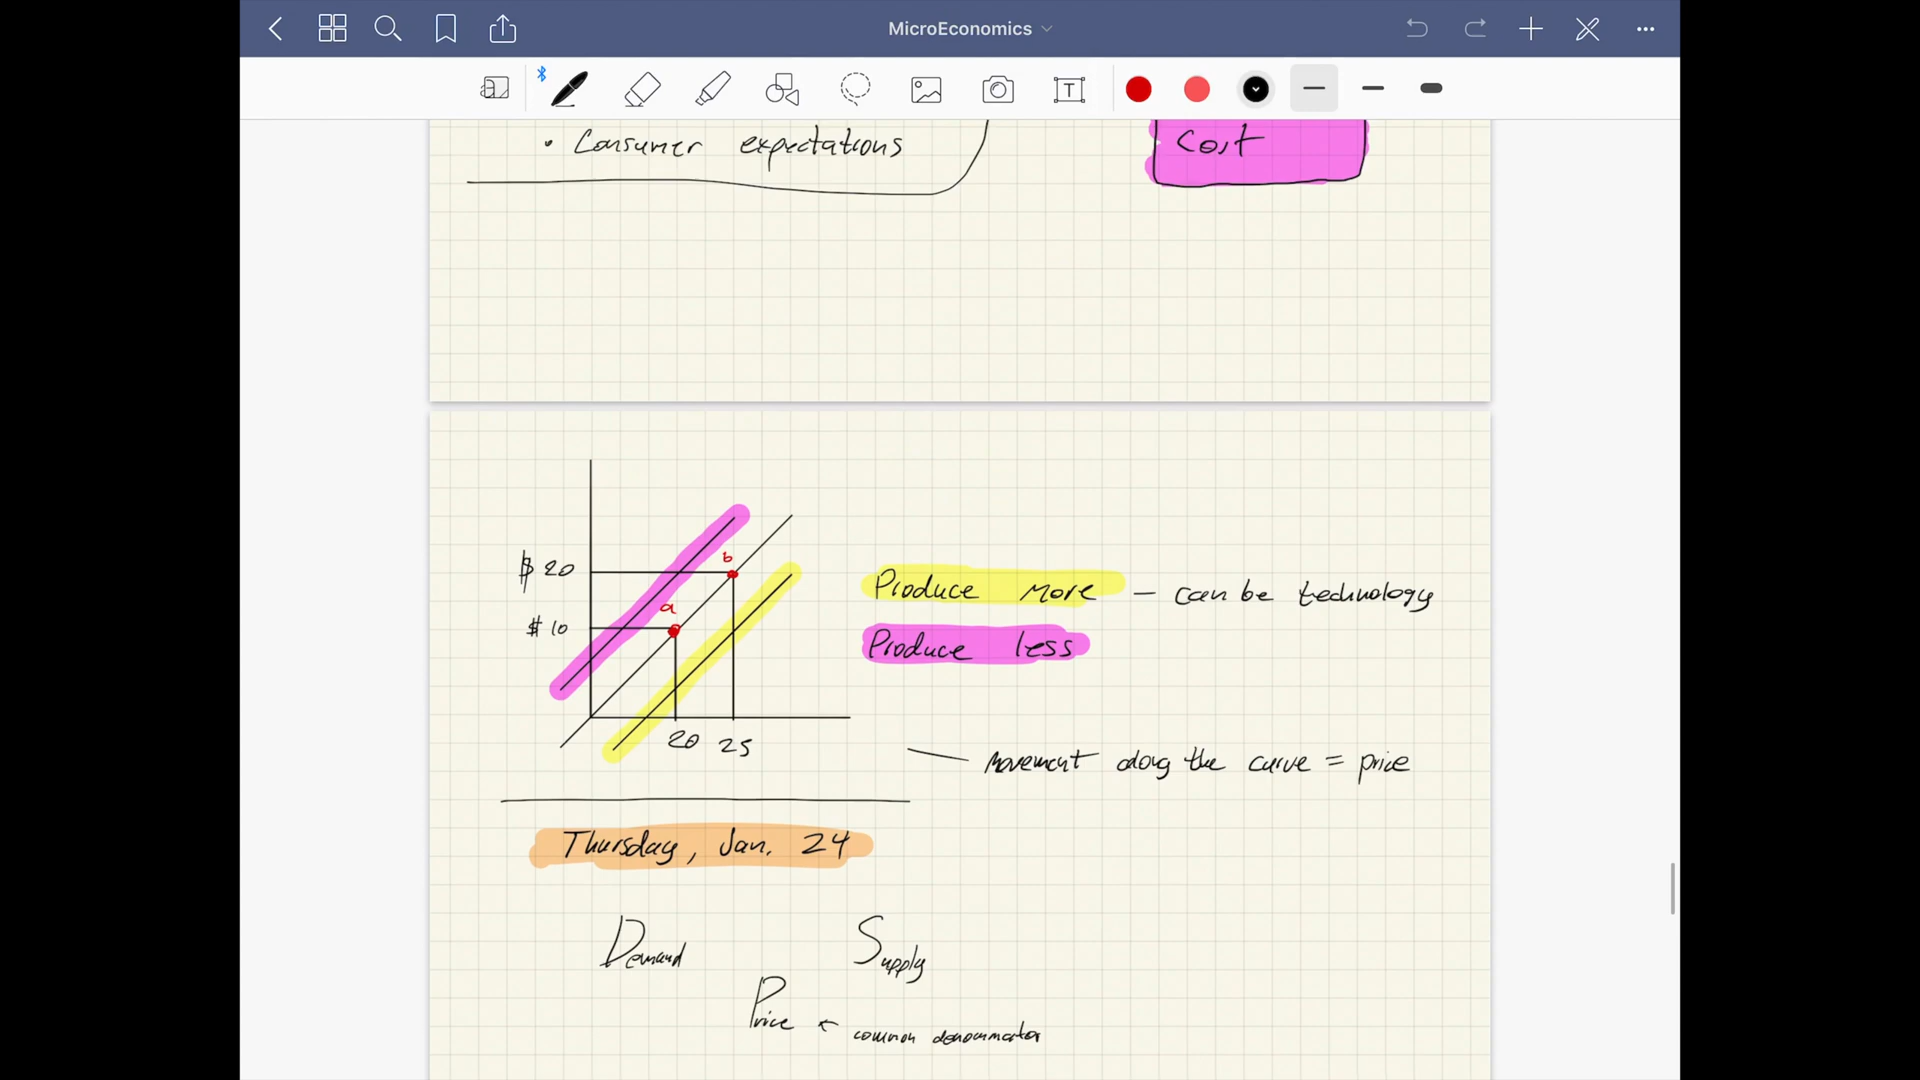 MicroEconomics
T
• Consumer expectations
Cost
b
$ 20
a
$ 10
20 25
Produce More — can be technology
Produce less
movement along the curve = price
Thursday, Jan. 24
Demand Supply
Price ← common denominator